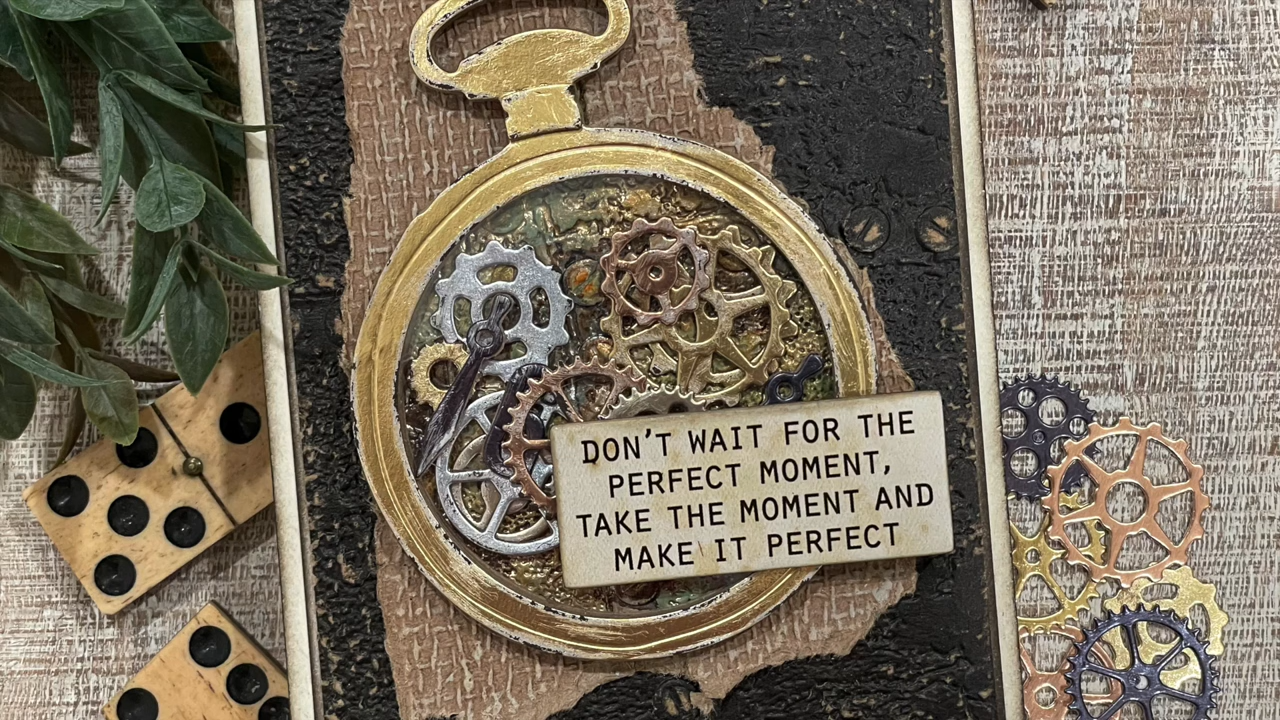 DON'T WAIT FOR THE
PERFECT MOMENT,
TAKE THE MOMENT AND
MAKE IT PERFECT